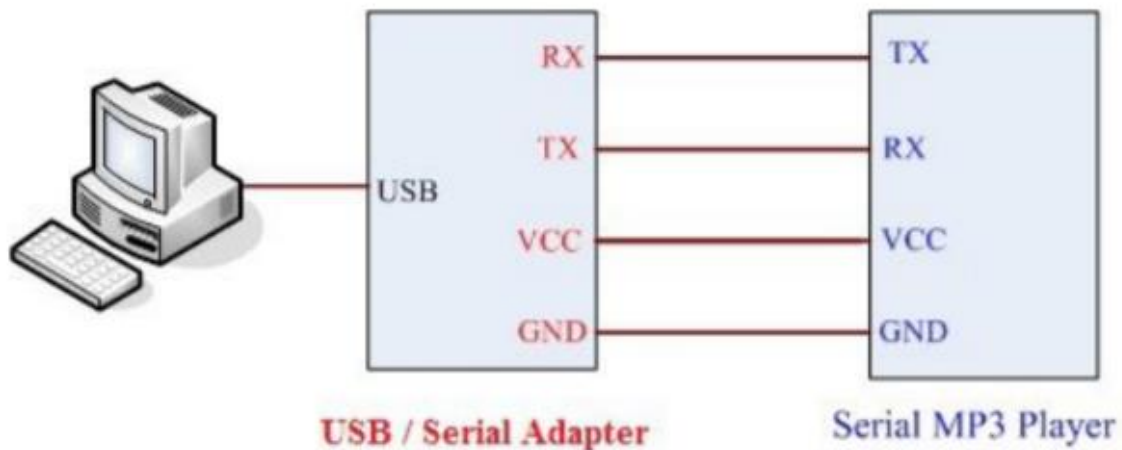 RX TX
TX RX
USB
VCC VCC
GND GND
USB / Serial Adapter
Serial MP3 Player